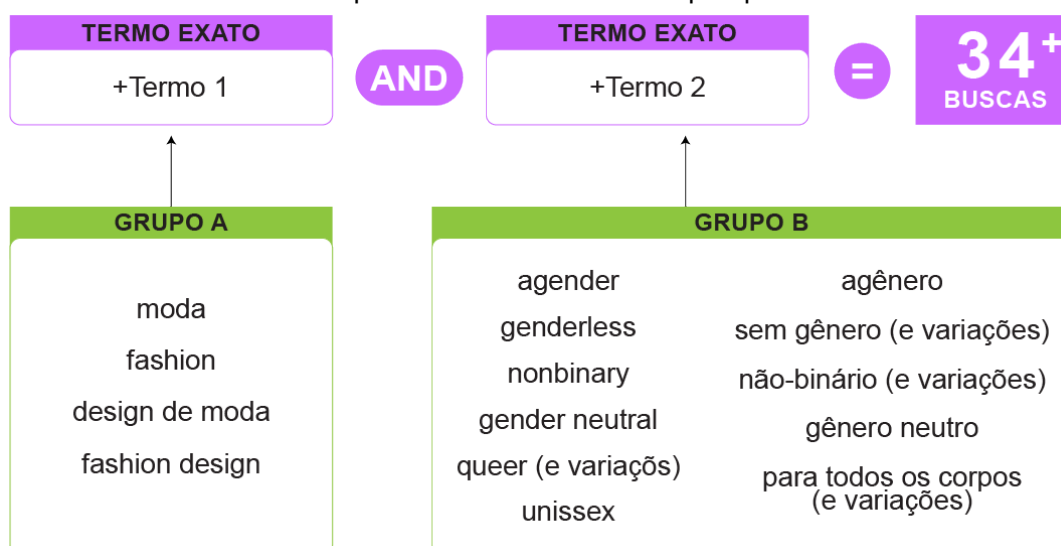 TERMO EXATO
+Termo 1
AND
TERMO EXATO
+Termo 2
=
34+
BUSCAS
GRUPO A
moda
fashion
design de moda
fashion design
GRUPO B
agender
genderless
nonbinary
gender neutral
queer (e variaçõs)
unissex
agênero
sem gênero (e variações)
não-binário (e variações)
gênero neutro
para todos os corpos
(e variações)